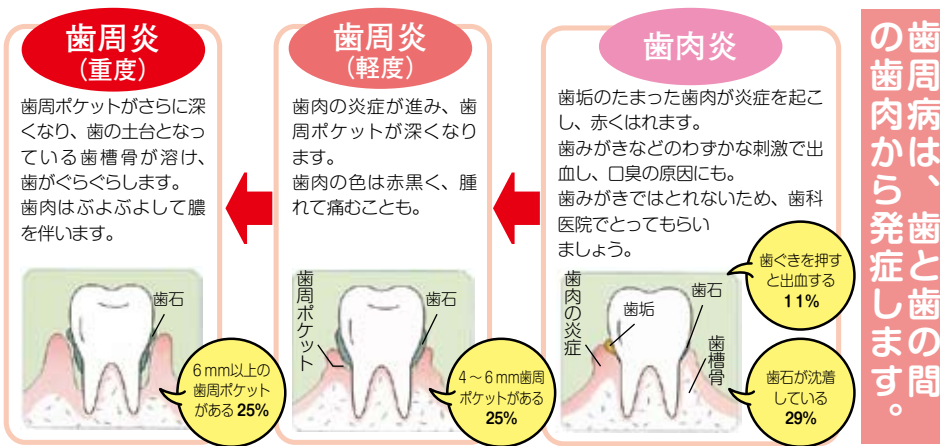 歯周病は、歯と歯の間
の歯肉から発症します。
歯肉炎
歯垢のたまった歯肉が炎症を起こ
し、赤くはれます。
歯みがきなどのわずかな刺激で出
血し、口臭の原因にも。
歯みがきではとれないため、歯科
医院でとってもらい
ましょう。
歯ぐきを押す
と出血する
11%
歯肉の炎症
歯垢
歯石
歯槽骨
歯石が沈着
している
29%
歯周炎
(軽度)
歯肉の炎症が進み、歯
周ポケットが深くなり
ます。
歯肉の色は赤黒く、腫
れて痛むことも。
歯周ポケット
歯石
4～6mm歯周
ポケットがある
25%
歯周炎
(重度)
歯周ポケットがさらに深
くなり、歯の土台となっ
ている歯槽骨が溶け、
歯がぐらぐらします。
歯肉はぶよぶよして膿
を伴います。
歯石
6mm以上の
歯周ポケット
がある 25%